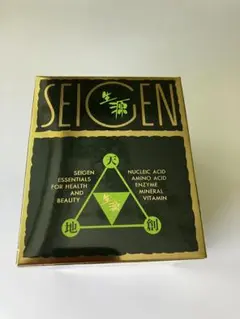 SEIGEN
生源
SEIGEN
ESSENTIALS
FOR HEALTH
AND
BEAUTY
天
NUCLEIC ACID
AMINO ACID
ENZYME
MINERAL
VITAMIN
生源
地
創